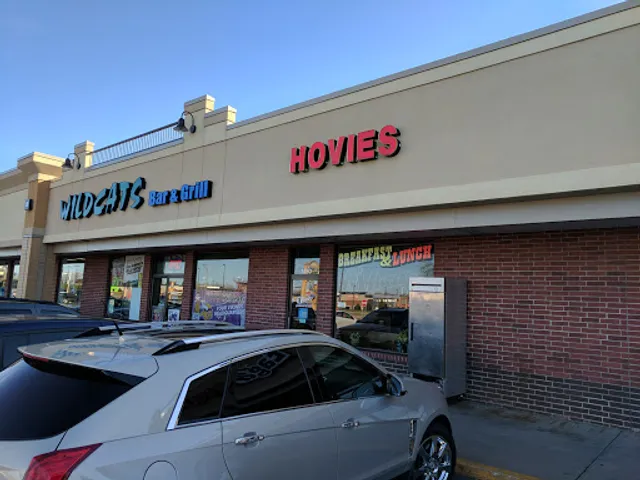 WILDCATS Bar & Grill
HOVIES
BREAKFAST & LUNCH